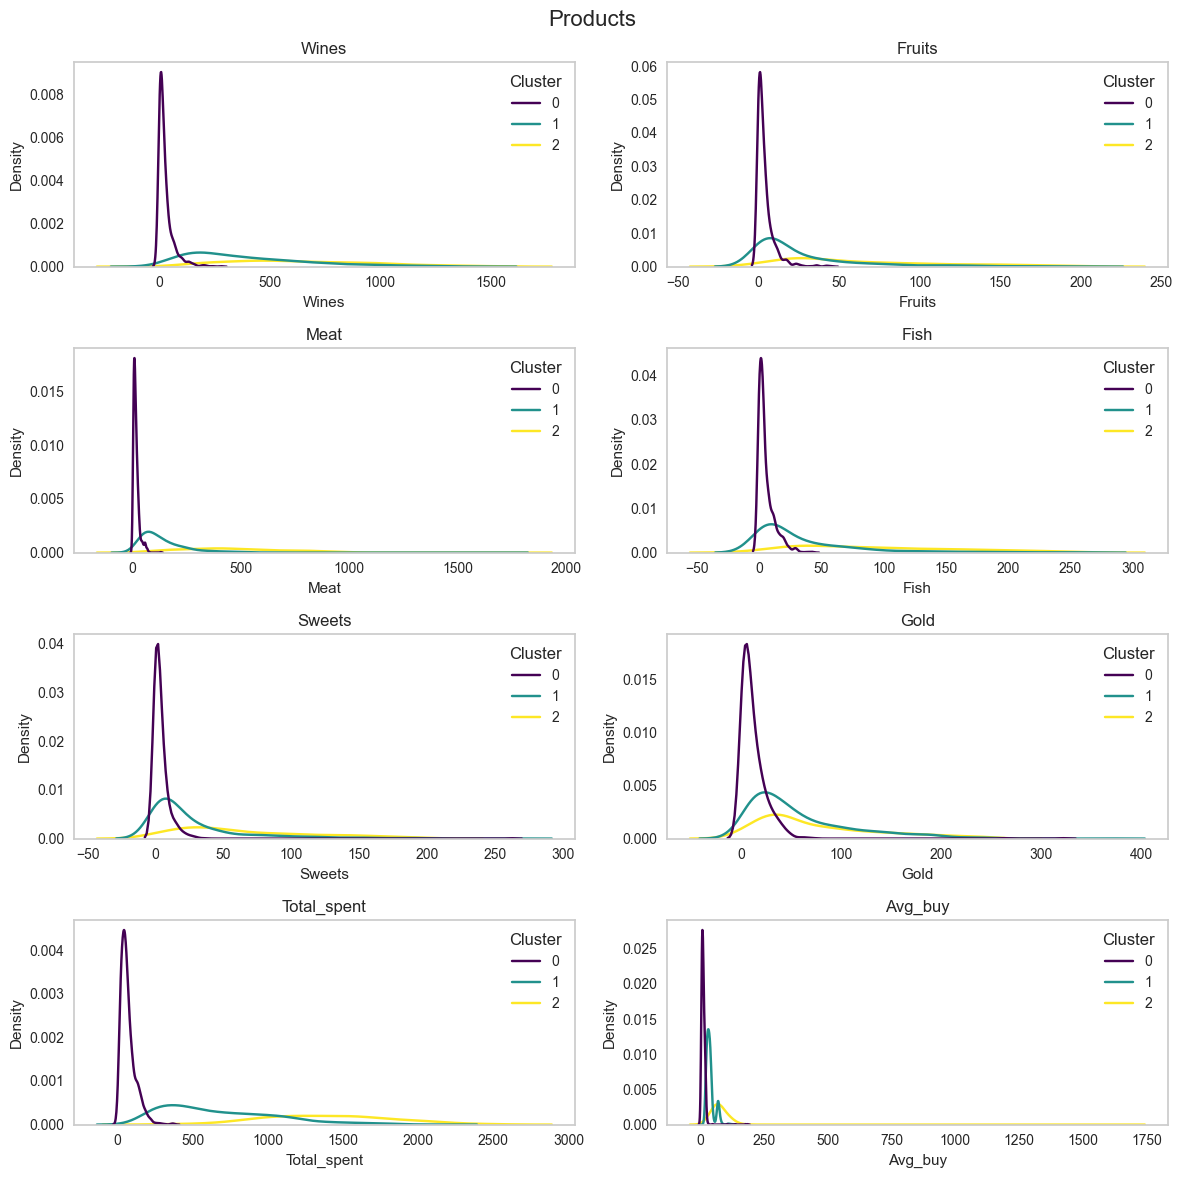 Products
Wines
Density
0.008
0.006
0.004
0.002
0.000
0 500 1000 1500
Wines
Cluster
0
1
2
Fruits
Density
0.06
0.05
0.04
0.03
0.02
0.01
0.00
−50 0 50 100 150 200 250
Fruits
Cluster
0
1
2
Meat
Density
0.015
0.010
0.005
0.000
0 500 1000 1500 2000
Meat
Cluster
0
1
2
Fish
Density
0.04
0.03
0.02
0.01
0.00
−50 0 50 100 150 200 250 300
Fish
Cluster
0
1
2
Sweets
Density
0.04
0.03
0.02
0.01
0.00
−50 0 50 100 150 200 250 300
Sweets
Cluster
0
1
2
Gold
Density
0.015
0.010
0.005
0.000
0 100 200 300 400
Gold
Cluster
0
1
2
Total_spent
Density
0.004
0.003
0.002
0.001
0.000
0 500 1000 1500 2000 2500 3000
Total_spent
Cluster
0
1
2
Avg_buy
Density
0.025
0.020
0.015
0.010
0.005
0.000
0 250 500 750 1000 1250 1500 1750
Avg_buy
Cluster
0
1
2